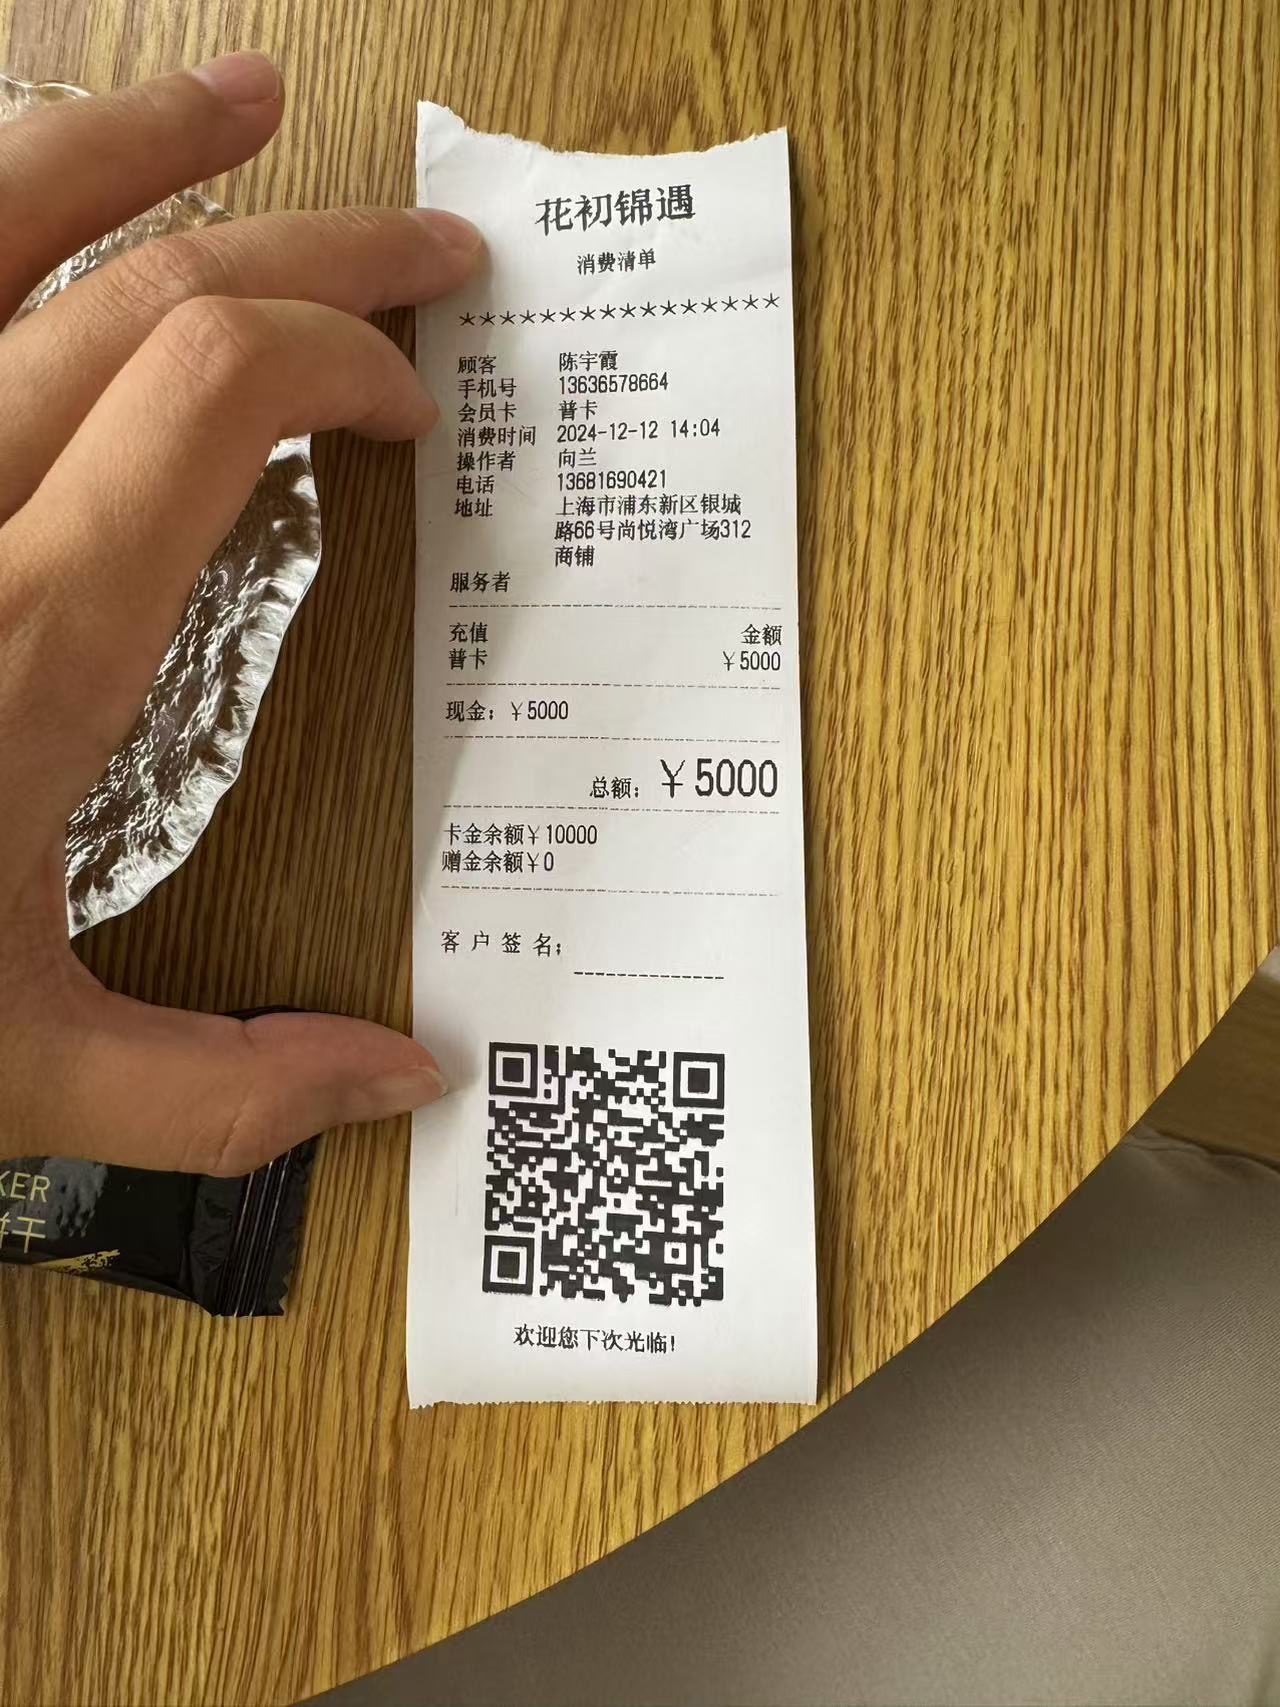 花初锦遇
消费清单
****************
顾客 陈宇霞
手机号 13636578664
会员卡 普卡
消费时间 2024-12-12 14:04
操作者 向兰
电话 13681690421
地址 上海市浦东新区银城
路66号尚悦湾广场312
商铺
服务者
充值 金额
普卡 ¥5000
现金：¥5000
总额：¥5000
卡金余额¥10000
赠金余额¥0
客户签名：
欢迎您下次光临！
KER
饼干